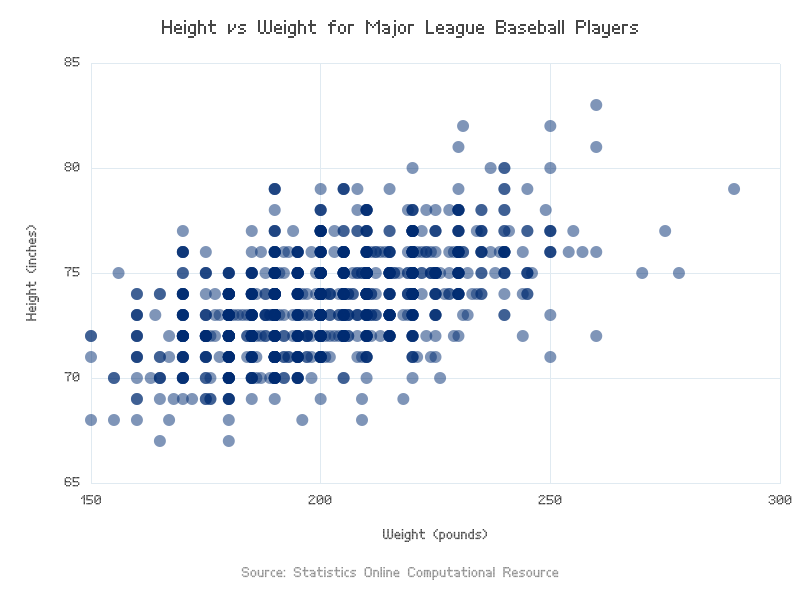 Height vs Weight for Major League Baseball Players
85
80
75
70
65
150 200 250 300
Height (inches)
Weight (pounds)
Source: Statistics Online Computational Resource